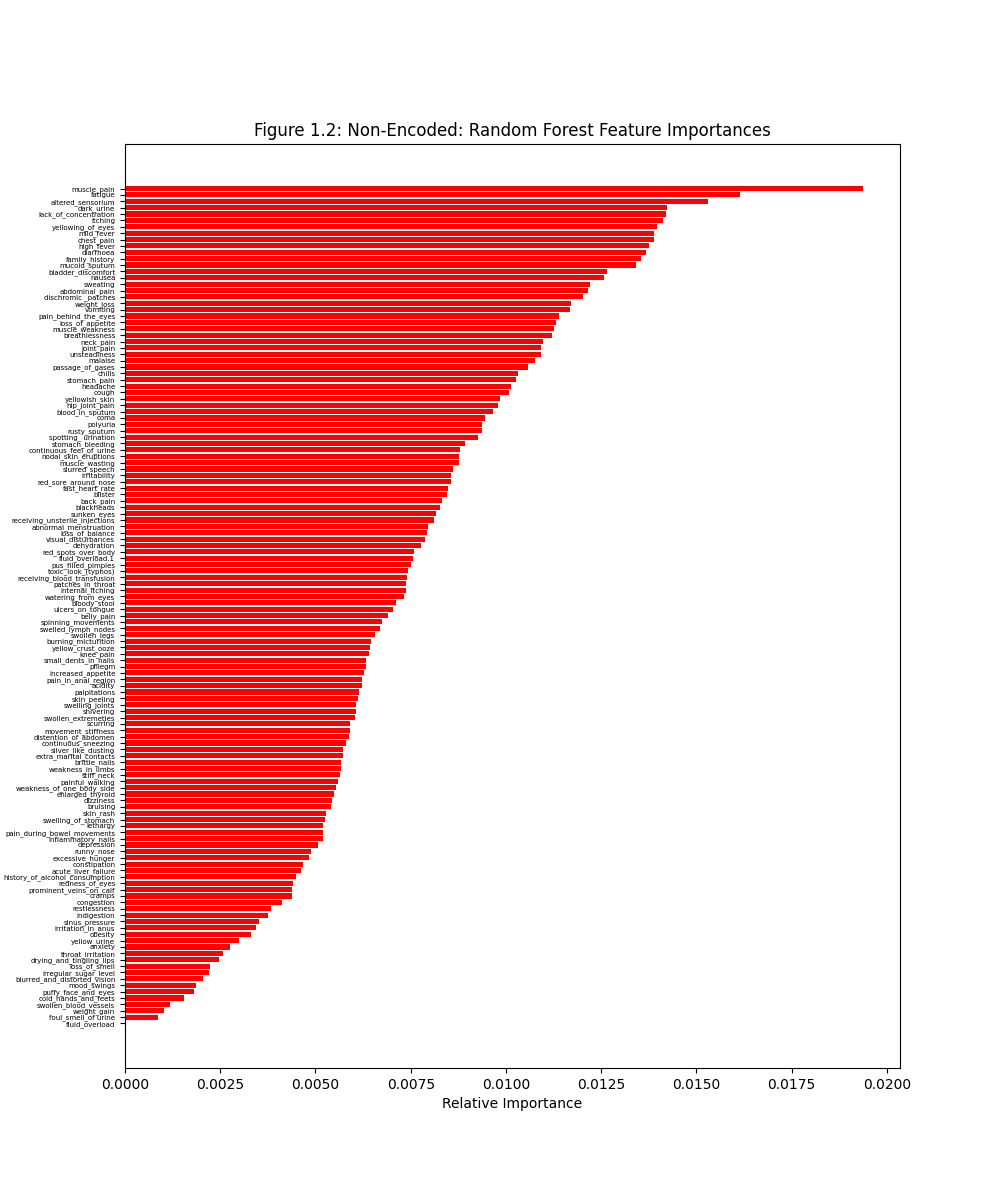 Figure 1.2: Non-Encoded: Random Forest Feature Importances
muscle_pain
fatigue
altered_sensorium
dark_urine
lack_of_concentration
itching
yellowing_of_eyes
mild_fever
chest_pain
high_fever
diarrhoea
family_history
mucoid_sputum
bladder_discomfort
nausea
sweating
abdominal_pain
dischromic _patches
weight_loss
vomiting
pain_behind_the_eyes
loss_of_appetite
muscle_weakness
breathlessness
neck_pain
joint_pain
unsteadiness
malaise
passage_of_gases
chills
stomach_pain
headache
cough
yellowish_skin
hip_joint_pain
blood_in_sputum
coma
polyuria
rusty_sputum
spotting_ urination
stomach_bleeding
continuous_feel_of_urine
nodal_skin_eruptions
muscle_wasting
slurred_speech
irritability
red_sore_around_nose
fast_heart_rate
blister
back_pain
blackheads
sunken_eyes
receiving_unsterile_injections
abnormal_menstruation
loss_of_balance
visual_disturbances
dehydration
red_spots_over_body
fluid_overload.1
pus_filled_pimples
toxic_look_(typhos)
receiving_blood_transfusion
patches_in_throat
internal_itching
watering_from_eyes
bloody_stool
ulcers_on_tongue
belly_pain
spinning_movements
swelled_lymph_nodes
swollen_legs
burning_micturition
yellow_crust_ooze
knee_pain
small_dents_in_nails
phlegm
increased_appetite
pain_in_anal_region
acidity
palpitations
skin_peeling
swelling_joints
shivering
swollen_extremeties
scurring
movement_stiffness
distention_of_abdomen
continuous_sneezing
silver_like_dusting
extra_marital_contacts
brittle_nails
weakness_in_limbs
stiff_neck
painful_walking
weakness_of_one_body_side
enlarged_thyroid
dizziness
bruising
skin_rash
swelling_of_stomach
lethargy
pain_during_bowel_movements
inflammatory_nails
depression
runny_nose
excessive_hunger
constipation
acute_liver_failure
history_of_alcohol_consumption
redness_of_eyes
prominent_veins_on_calf
cramps
congestion
restlessness
indigestion
sinus_pressure
irritation_in_anus
obesity
yellow_urine
anxiety
throat_irritation
drying_and_tingling_lips
loss_of_smell
irregular_sugar_level
blurred_and_distorted_vision
mood_swings
puffy_face_and_eyes
cold_hands_and_feets
swollen_blood_vessels
weight_gain
foul_smell_of urine
fluid_overload
0.0000 0.0025 0.0050 0.0075 0.0100 0.0125 0.0150 0.0175 0.0200
Relative Importance